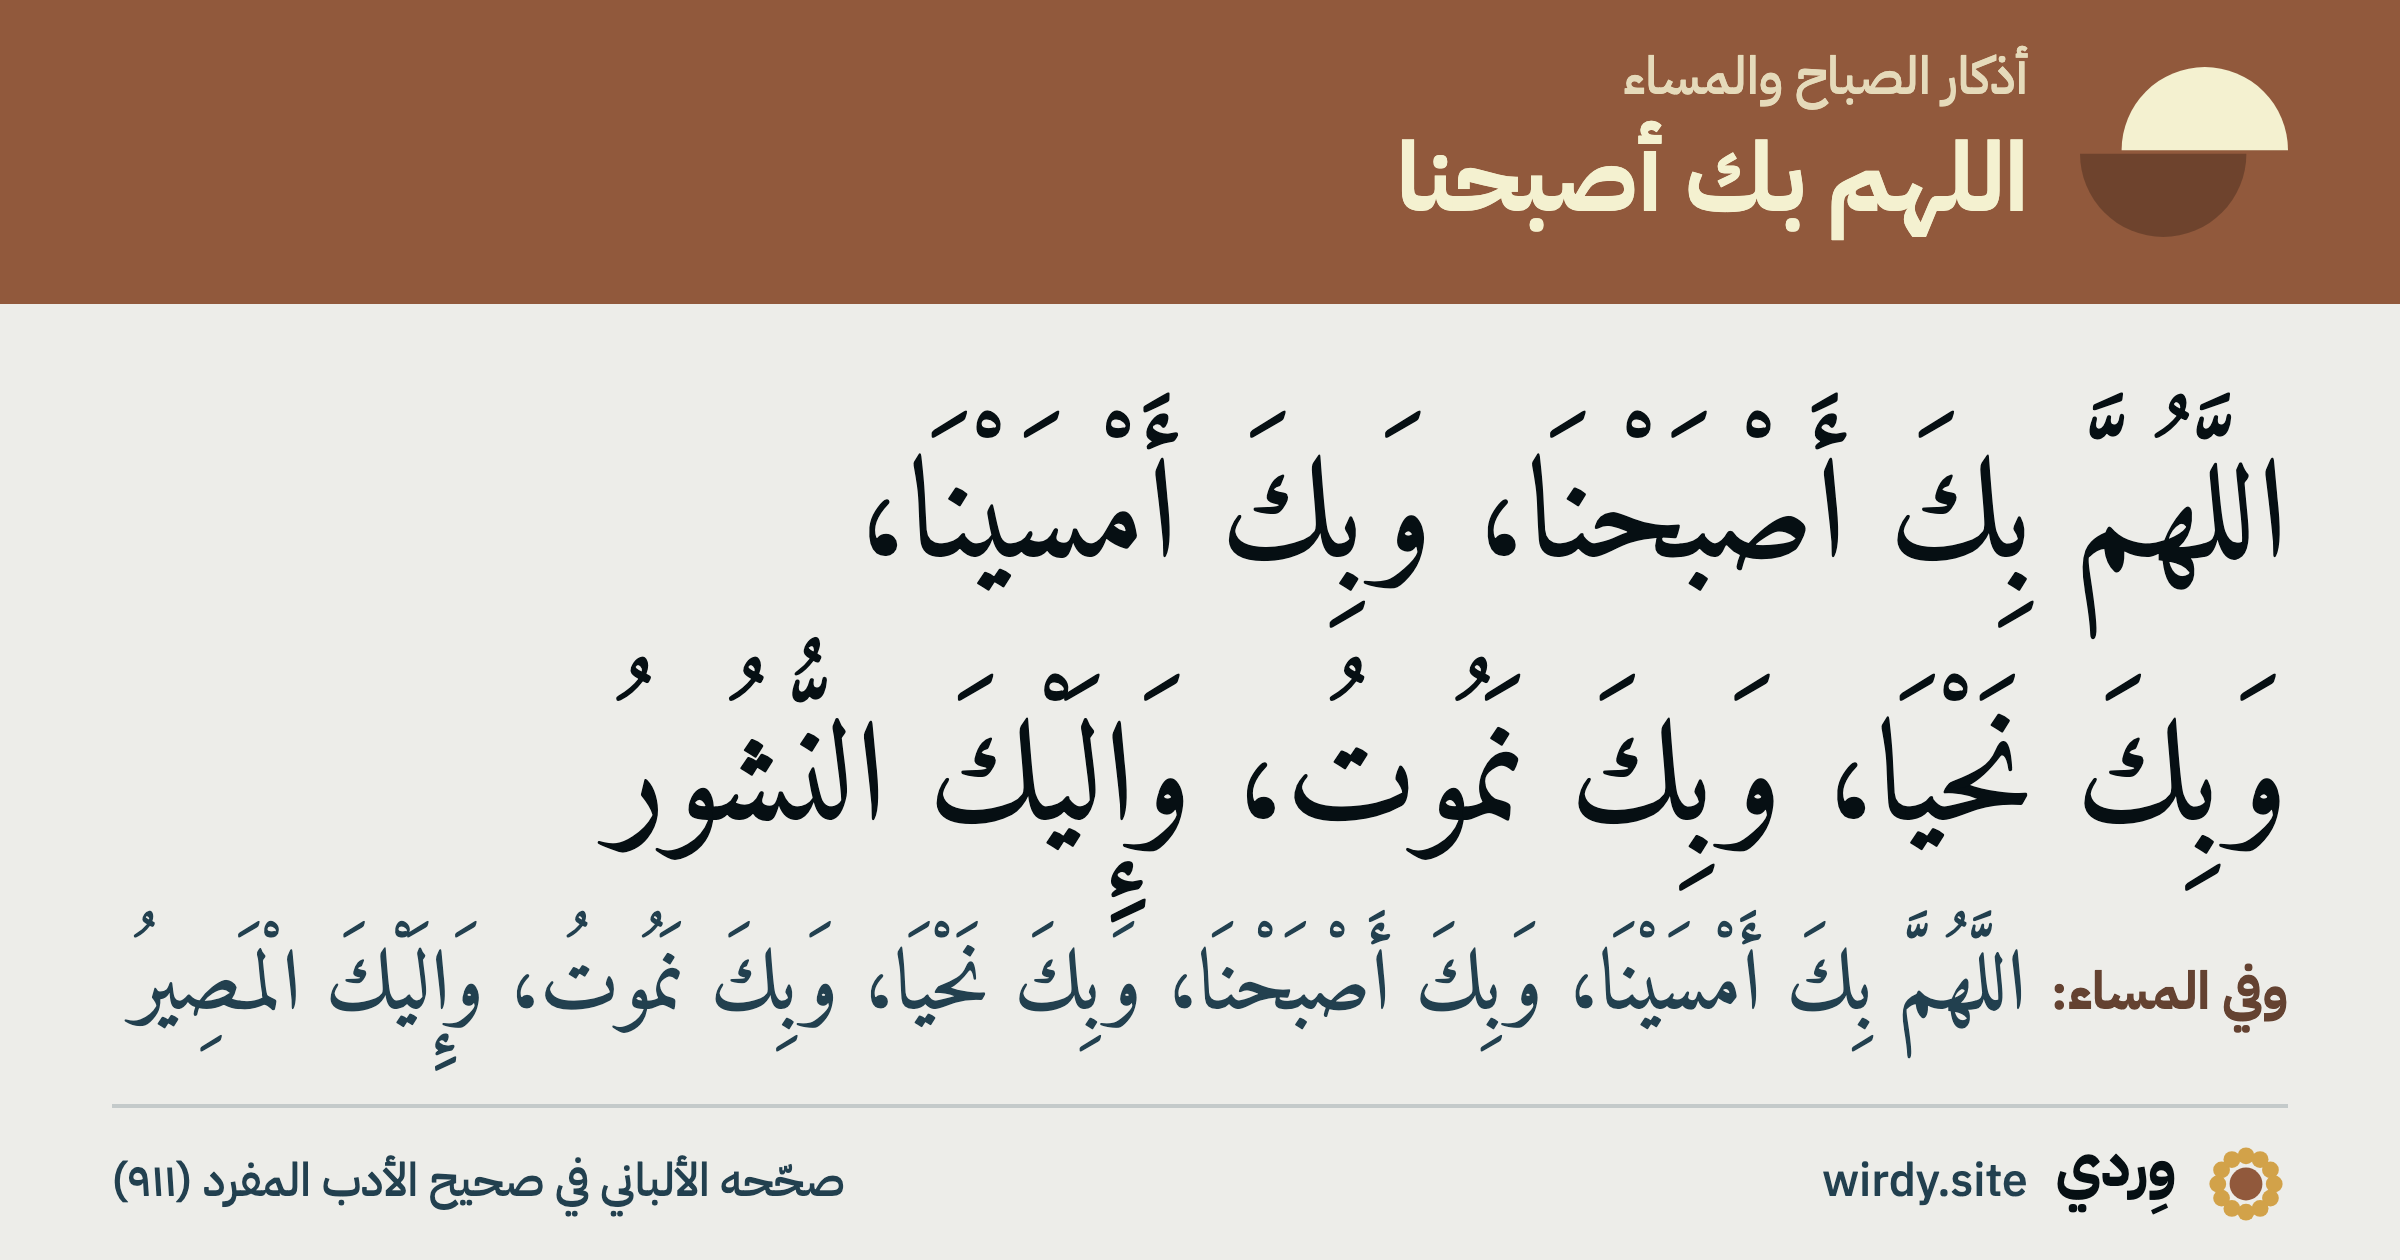 أذكار الصباح والمساء
اللهم بك أصبحنا
اللَّهُمَّ بِكَ أَصْبَحْنَا، وَبِكَ أَمْسَيْنَا،
وَبِكَ نَحْيَا، وَبِكَ نَمُوتُ، وَإِلَيْكَ النُّشُورُ
وفي المساء: اللَّهُمَّ بِكَ أَمْسَيْنَا، وَبِكَ أَصْبَحْنَا، وَبِكَ نَحْيَا، وَبِكَ نَمُوتُ، وَإِلَيْكَ الْمَصِيرُ
وِردي wirdy.site
صحّحه الألباني في صحيح الأدب المفرد (٩١١)